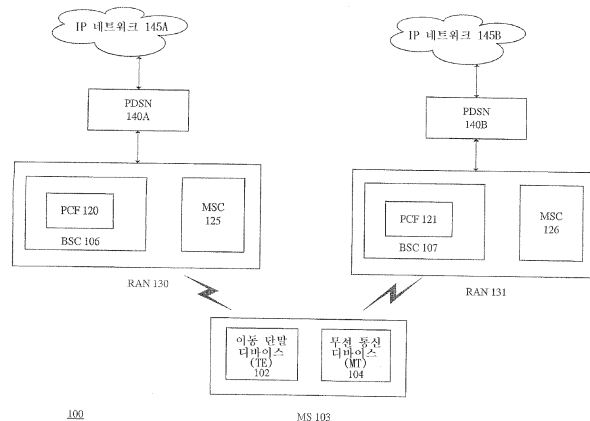 IP 네트워크 145A
IP 네트워크 145B
PDSN
140A
PDSN
140B
PCF 120
BSC 106
MSC
125
PCF 121
BSC 107
MSC
126
RAN 130
RAN 131
이동 단말
디바이스
(TE)
102
무선 통신
디바이스
(MT)
104
100
MS 103